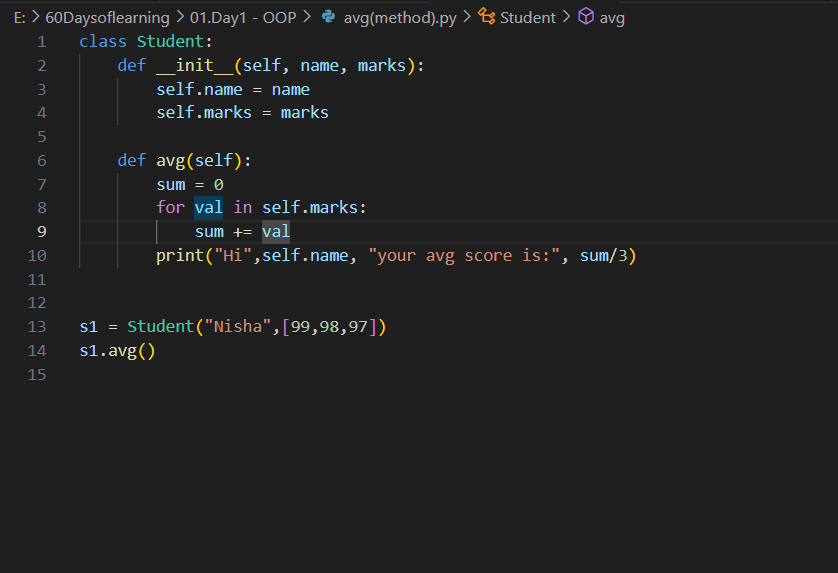 E: > 60Daysoflearning > 01.Day1 - OOP > avg(method).py > Student > avg
1 class Student:
2     def __init__(self, name, marks):
3         self.name = name
4         self.marks = marks
5
6     def avg(self):
7         sum = 0
8         for val in self.marks:
9             sum += val
10         print("Hi",self.name, "your avg score is:", sum/3)
11
12
13 s1 = Student("Nisha",[99,98,97])
14 s1.avg()
15